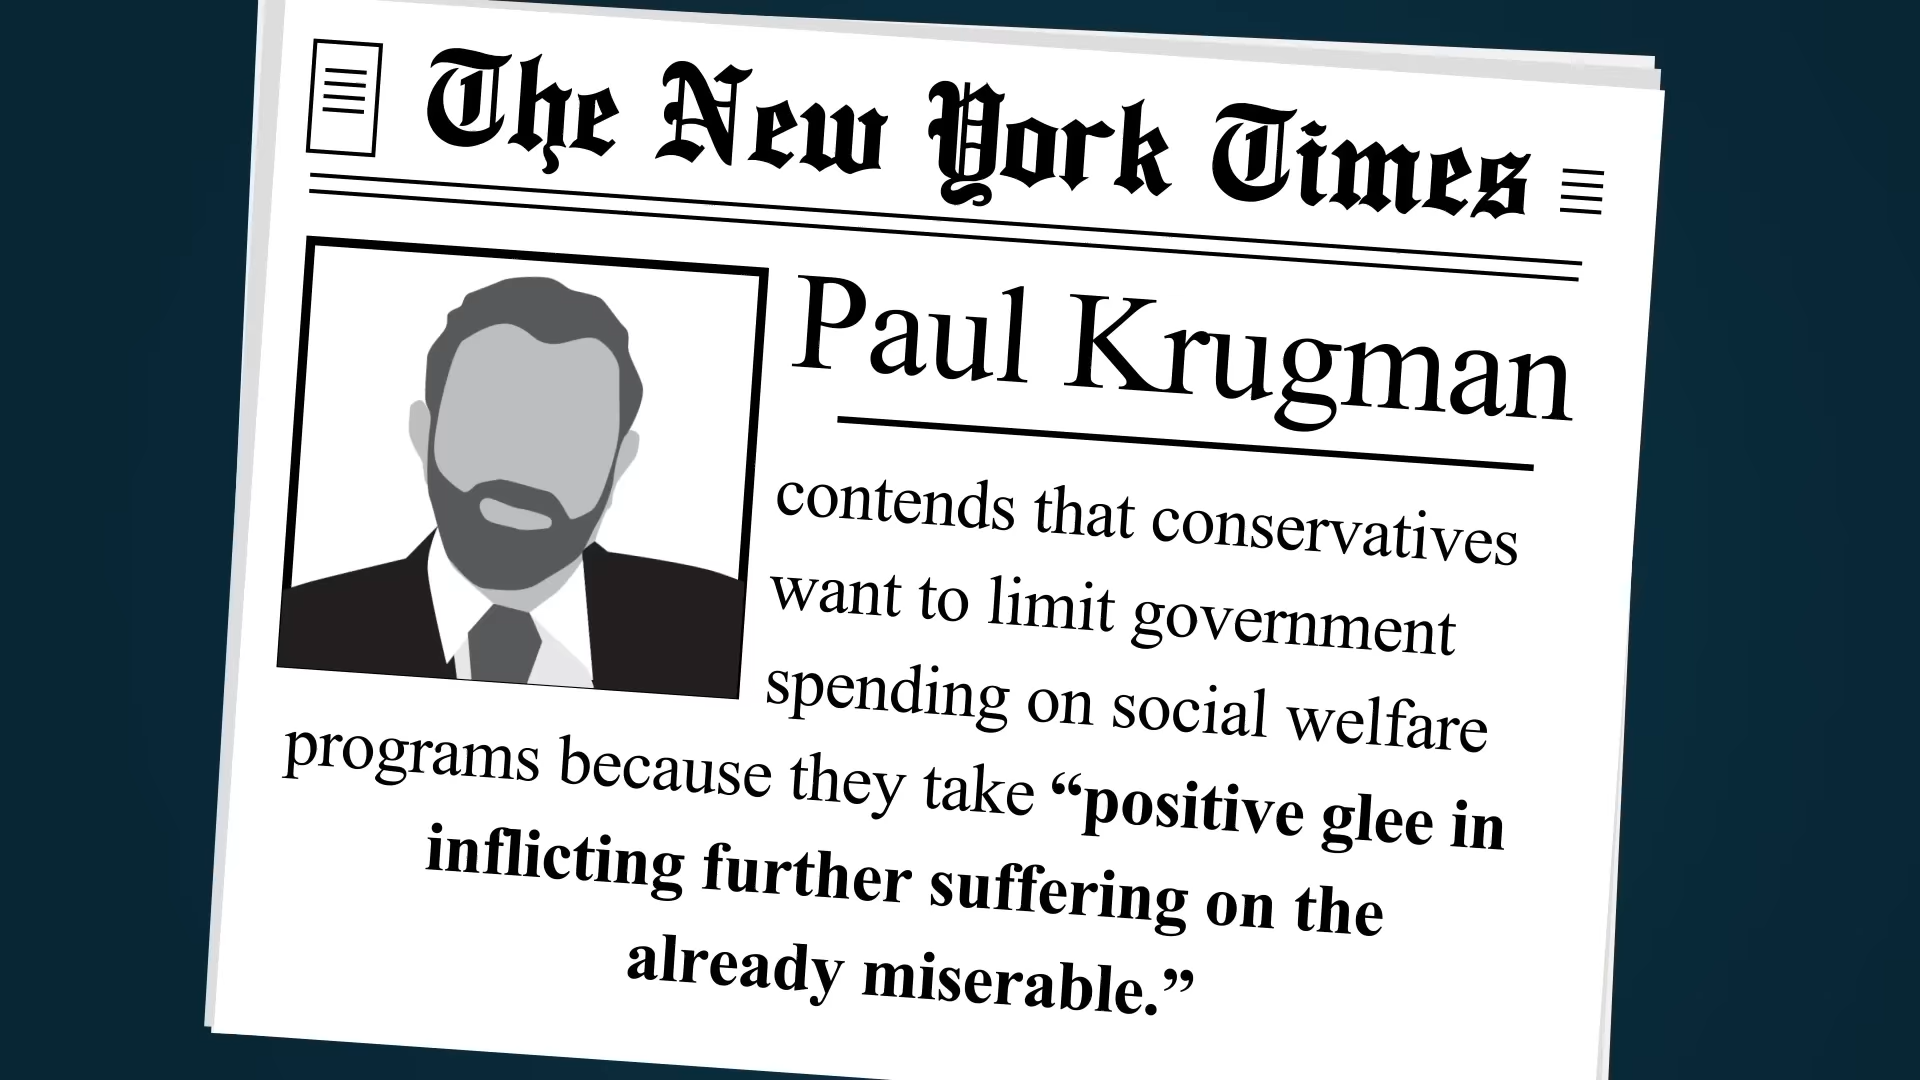 The New York Times
Paul Krugman
contends that conservatives
want to limit government
spending on social welfare
programs because they take “positive glee in
inflicting further suffering on the
already miserable.”